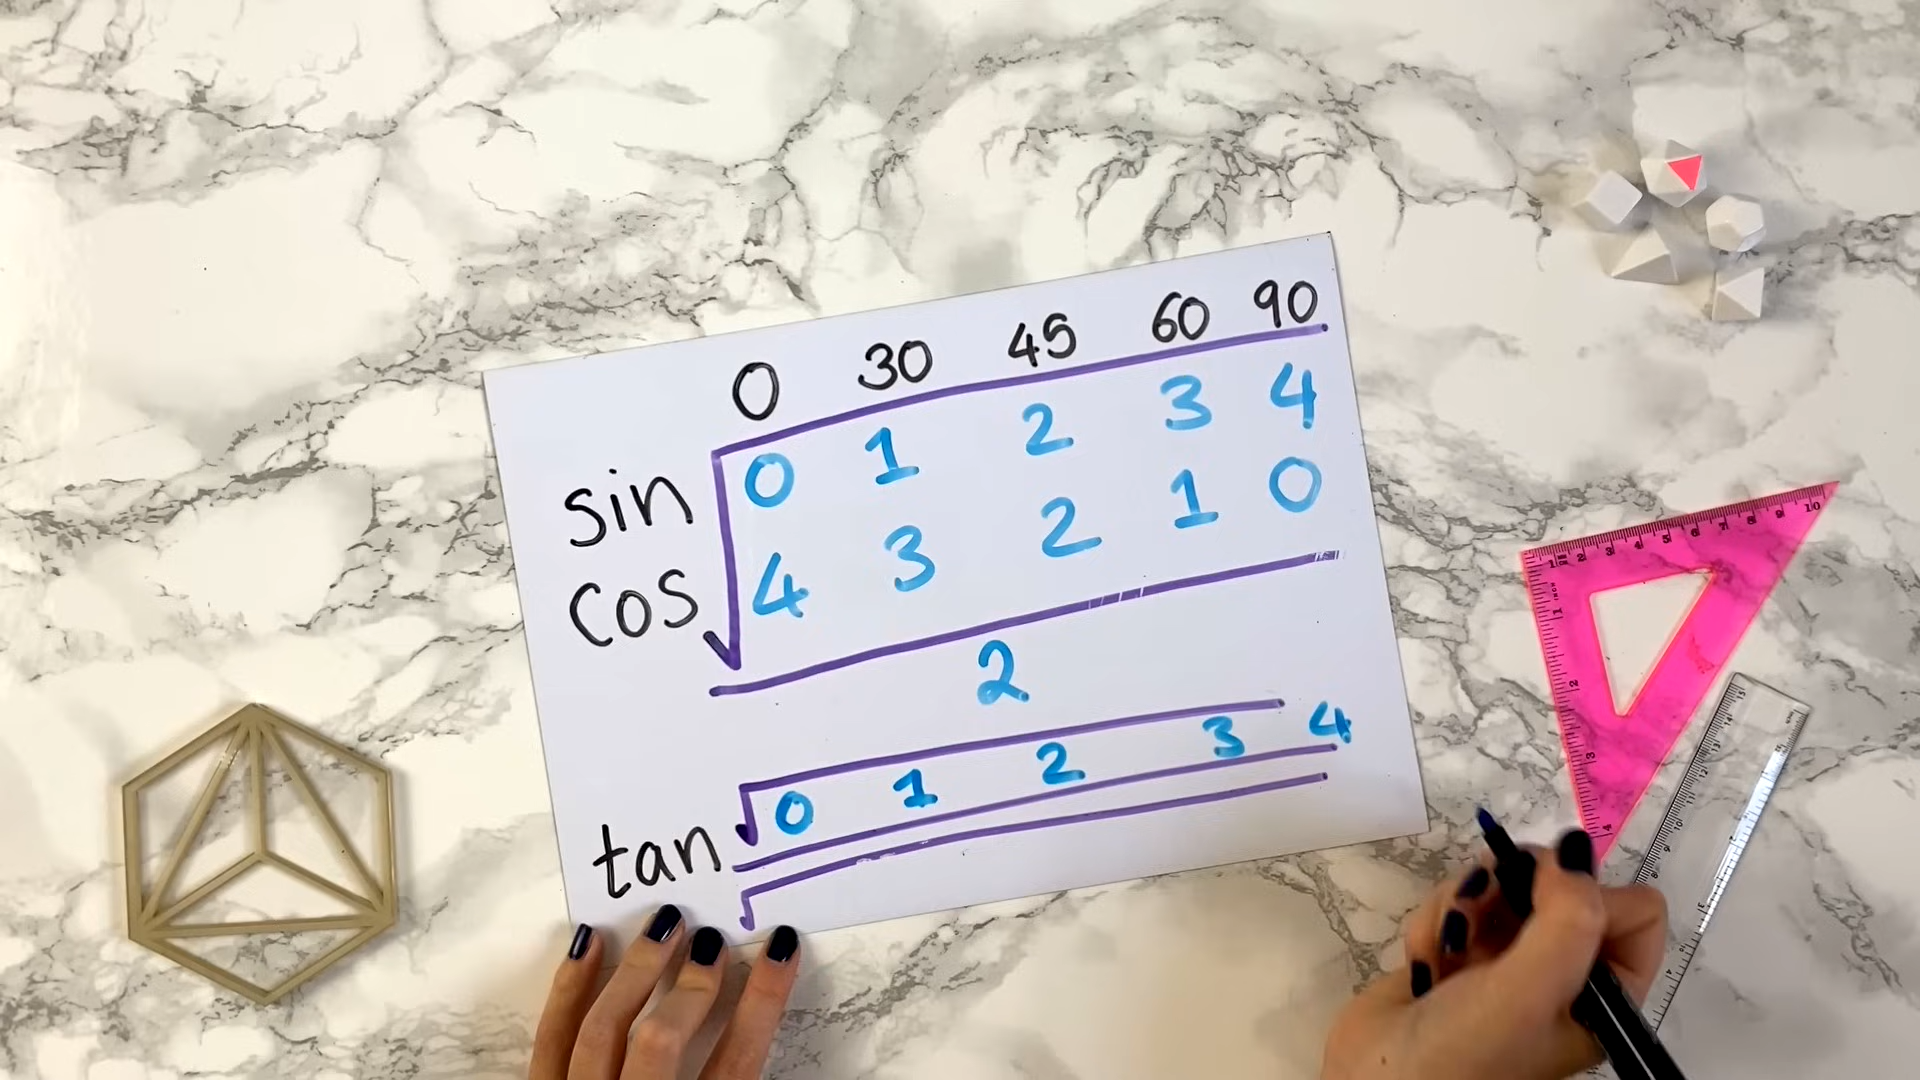 0 30 45 60 90
sin 0 1 2 3 4
cos 4 3 2 1 0
2
tan 0 1 2 3 4